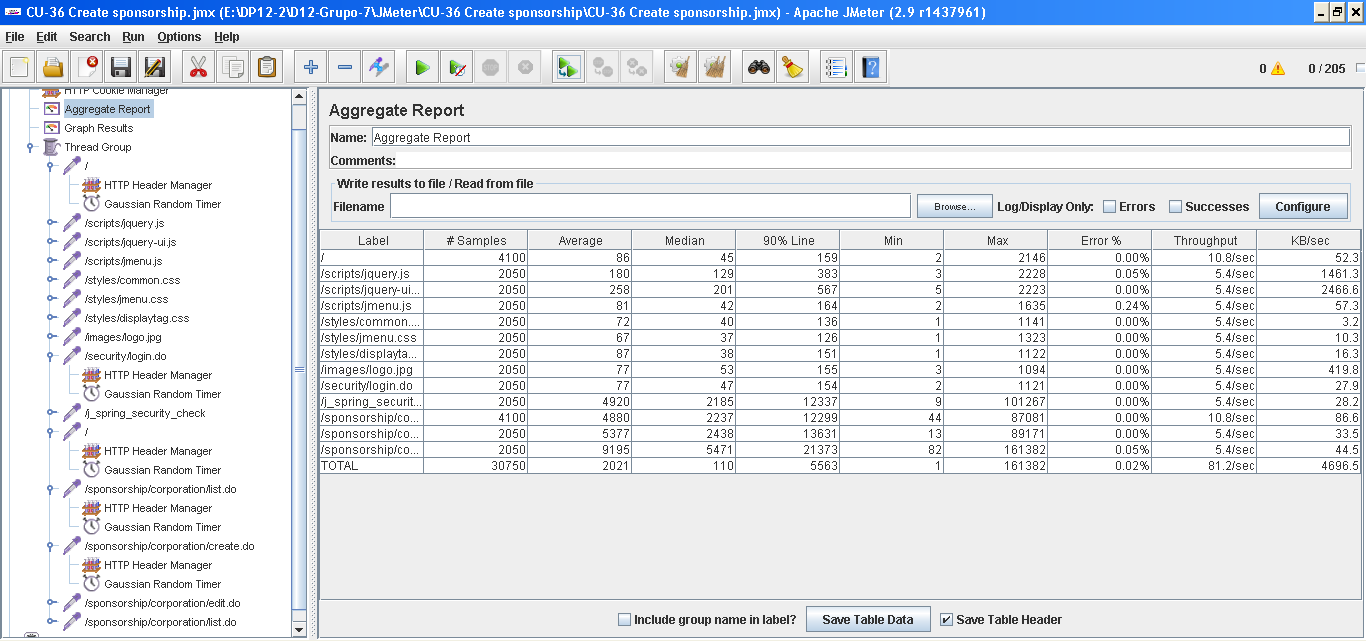 CU-36 Create sponsorship.jmx (E:\DP12-2\D12-Grupo-7\JMeter\CU-36 Create sponsorship\CU-36 Create sponsorship.jmx) - Apache JMeter (2.9 r1437961)
File Edit Search Run Options Help
0 0 / 205
HTTP Cookie Manager
Aggregate Report
Graph Results
Thread Group
/
HTTP Header Manager
Gaussian Random Timer
/scripts/jquery.js
/scripts/jquery-ui.js
/scripts/jmenu.js
/styles/common.css
/styles/jmenu.css
/styles/displaytag.css
/images/logo.jpg
/security/login.do
HTTP Header Manager
Gaussian Random Timer
/j_spring_security_check
/
HTTP Header Manager
Gaussian Random Timer
/sponsorship/corporation/list.do
HTTP Header Manager
Gaussian Random Timer
/sponsorship/corporation/create.do
HTTP Header Manager
Gaussian Random Timer
/sponsorship/corporation/edit.do
/sponsorship/corporation/list.do
Aggregate Report
Name: Aggregate Report
Comments:
Write results to file / Read from file
Filename Browse... Log/Display Only: Errors Successes Configure
Label # Samples Average Median 90% Line Min Max Error % Throughput KB/sec
/ 4100 86 45 159 2 2146 0.00% 10.8/sec 52.3
/scripts/jquery.js 2050 180 129 383 3 2228 0.05% 5.4/sec 1461.3
/scripts/jquery-ui... 2050 258 201 567 5 2223 0.00% 5.4/sec 2466.6
/scripts/jmenu.js 2050 81 42 164 2 1635 0.24% 5.4/sec 57.3
/styles/common.... 2050 72 40 136 1 1141 0.00% 5.4/sec 3.2
/styles/jmenu.css 2050 67 37 126 1 1323 0.00% 5.4/sec 10.3
/styles/displayta... 2050 87 38 151 1 1122 0.00% 5.4/sec 16.3
/images/logo.jpg 2050 77 53 155 3 1094 0.00% 5.4/sec 419.8
/security/login.do 2050 77 47 154 2 1121 0.00% 5.4/sec 27.9
/j_spring_securit... 2050 4920 2185 12337 9 101267 0.00% 5.4/sec 28.2
/sponsorship/co... 4100 4880 2237 12299 44 87081 0.00% 10.8/sec 86.6
/sponsorship/co... 2050 5377 2438 13631 13 89171 0.00% 5.4/sec 33.5
/sponsorship/co... 2050 9195 5471 21373 82 161382 0.05% 5.4/sec 44.5
TOTAL 30750 2021 110 5563 1 161382 0.02% 81.2/sec 4696.5
Include group name in label? Save Table Data Save Table Header